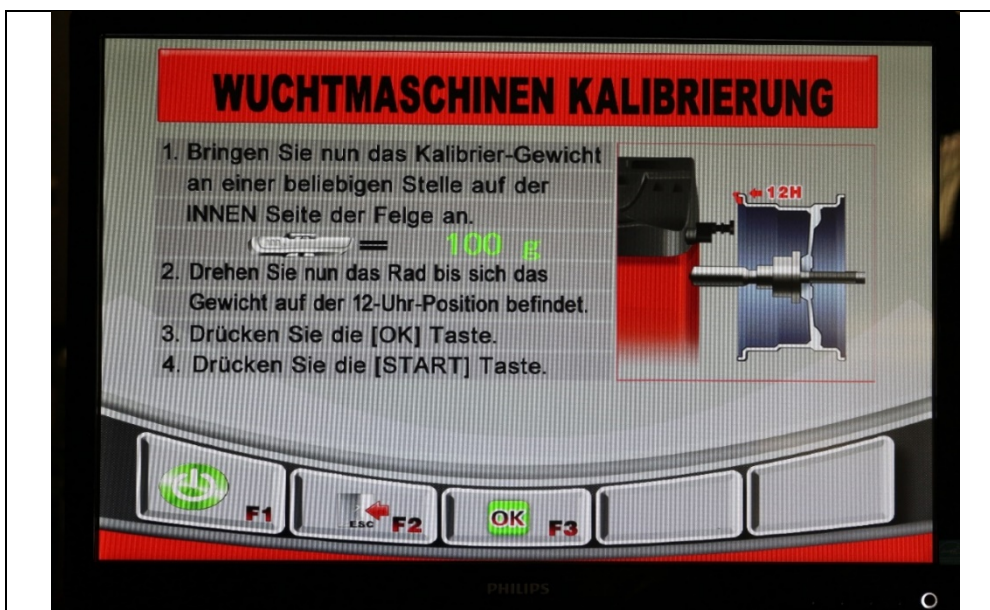 WUCHTMASCHINEN KALIBRIERUNG
1. Bringen Sie nun das Kalibrier-Gewicht
an einer beliebigen Stelle auf der
INNEN Seite der Felge an.
= 100 g
2. Drehen Sie nun das Rad bis sich das
Gewicht auf der 12-Uhr-Position befindet.
3. Drücken Sie die [OK] Taste.
4. Drücken Sie die [START] Taste.
12H
F1
ESC F2
OK F3
PHILIPS